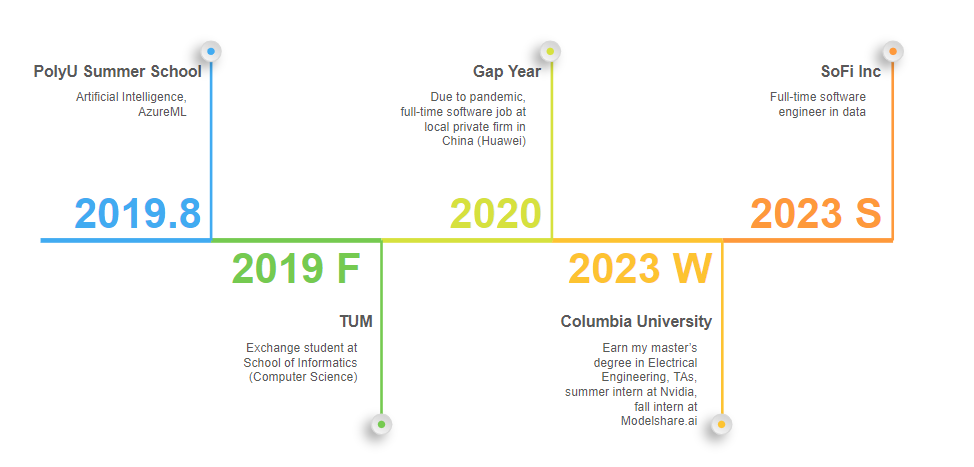 PolyU Summer School
Artificial Intelligence,
AzureML
2019.8
2019 F
TUM
Exchange student at
School of Informatics
(Computer Science)
Gap Year
Due to pandemic,
full-time software job at
local private firm in
China (Huawei)
2020
2023 W
Columbia University
Earn my master’s
degree in Electrical
Engineering, TAs,
summer intern at Nvidia,
fall intern at
Modelshare.ai
SoFi Inc
Full-time software
engineer in data
2023 S